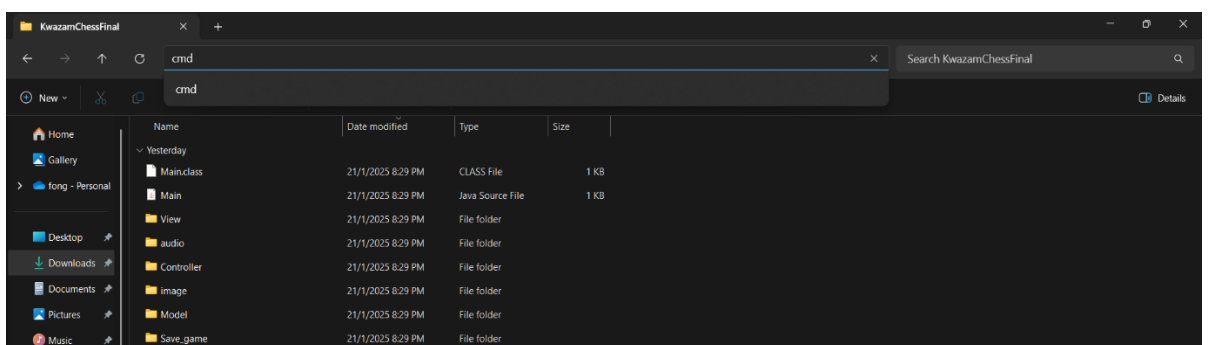 KwazamChessFinal
cmd
Search KwazamChessFinal
cmd
New
Details
Home
Gallery
fong - Personal
Desktop
Downloads
Documents
Pictures
Music
Name Date modified Type Size
Yesterday
Main.class 21/1/2025 8:29 PM CLASS File 1 KB
Main 21/1/2025 8:29 PM Java Source File 1 KB
View 21/1/2025 8:29 PM File folder
audio 21/1/2025 8:29 PM File folder
Controller 21/1/2025 8:29 PM File folder
image 21/1/2025 8:29 PM File folder
Model 21/1/2025 8:29 PM File folder
Save_game 21/1/2025 8:29 PM File folder